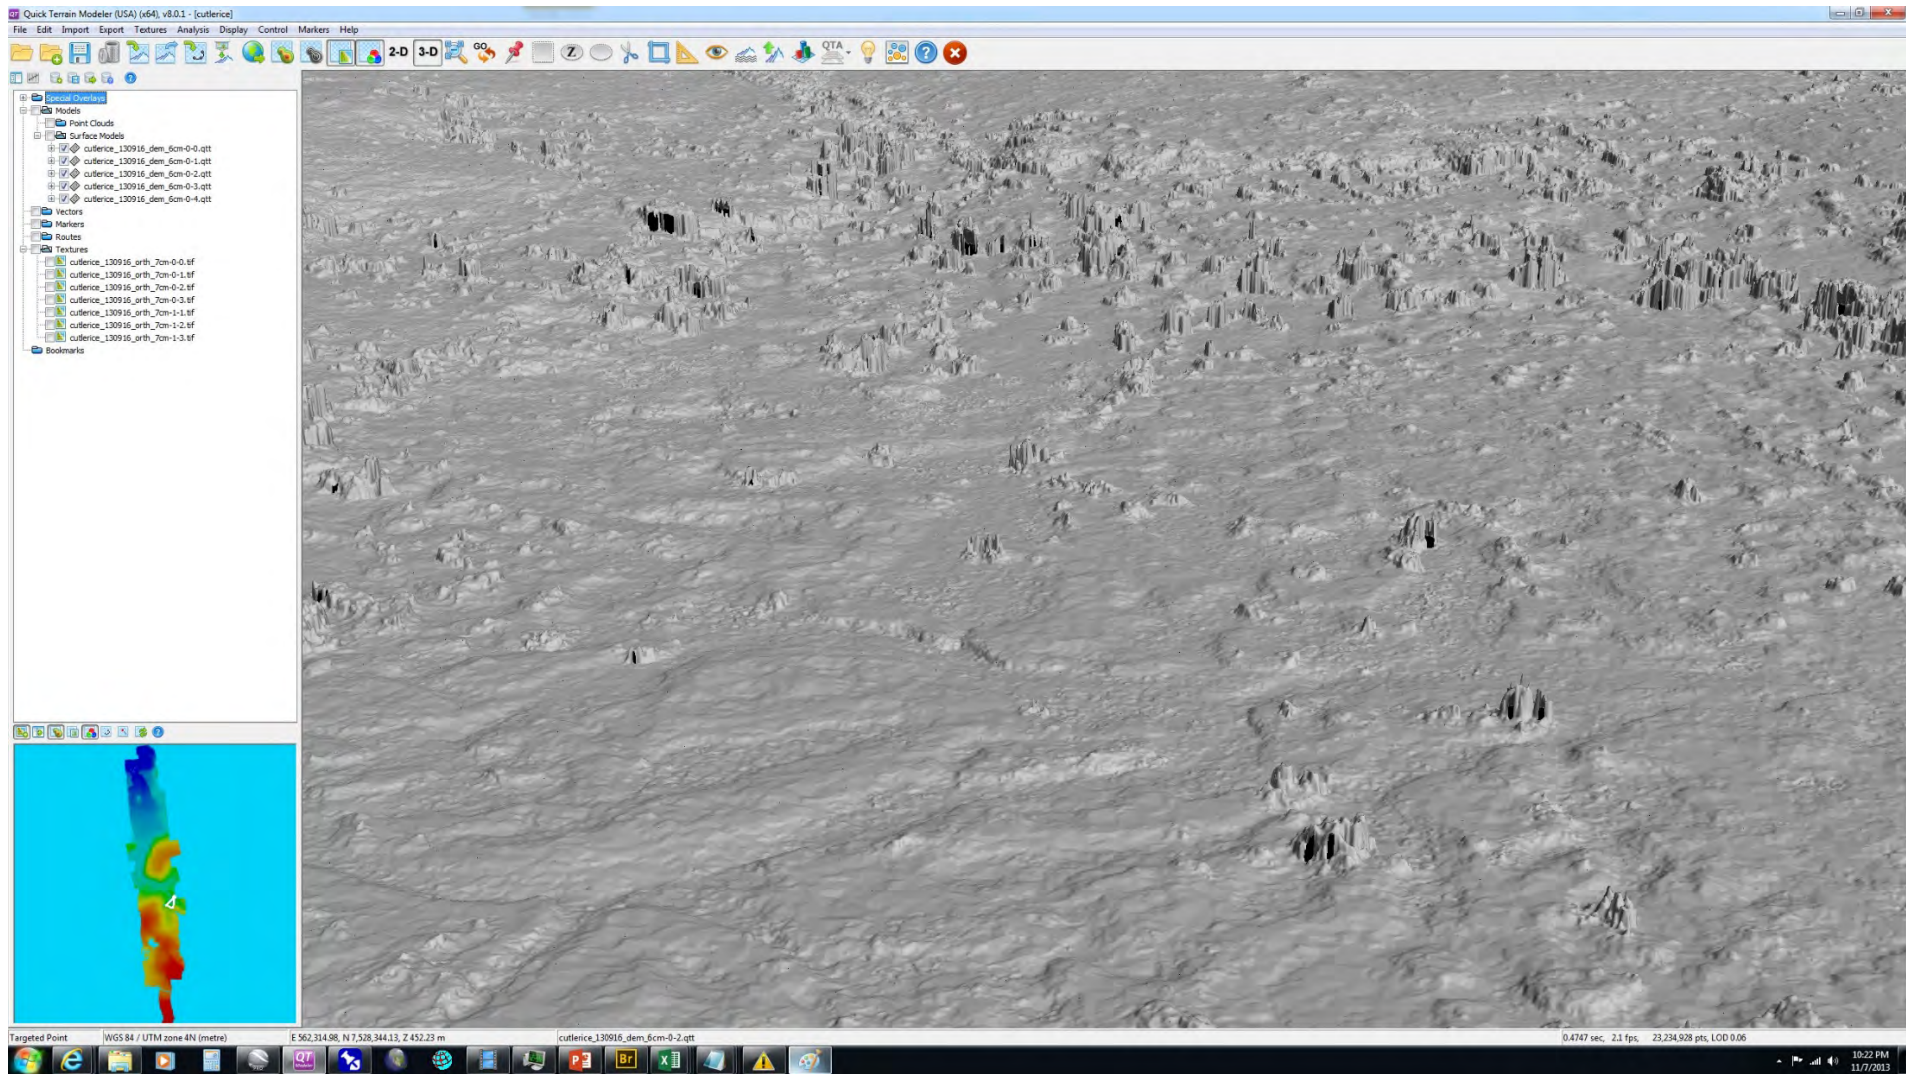 Quick Terrain Modeler (USA) (x64), v8.0.1 - [cutlerice]
File Edit Import Export Textures Analysis Display Control Markers Help
2-D 3-D GO Z QTA
Special Overlays
Models
Point Clouds
Surface Models
cutlerice_130916_dem_6cm-0-0.qtt
cutlerice_130916_dem_6cm-0-1.qtt
cutlerice_130916_dem_6cm-0-2.qtt
cutlerice_130916_dem_6cm-0-3.qtt
cutlerice_130916_dem_6cm-0-4.qtt
Vectors
Markers
Routes
Textures
cutlerice_130916_orth_7cm-0-0.tif
cutlerice_130916_orth_7cm-0-1.tif
cutlerice_130916_orth_7cm-0-2.tif
cutlerice_130916_orth_7cm-0-3.tif
cutlerice_130916_orth_7cm-1-1.tif
cutlerice_130916_orth_7cm-1-2.tif
cutlerice_130916_orth_7cm-1-3.tif
Bookmarks
Targeted Point WGS 84 / UTM zone 4N (metre) E 562,314.98, N 7,528,344.13, Z 452.23 m cutlerice_130916_dem_6cm-0-2.qtt 0.4747 sec, 2.1 fps, 23,234,928 pts, LOD 0.06
QT Modeler Br 10:22 PM
11/7/2013